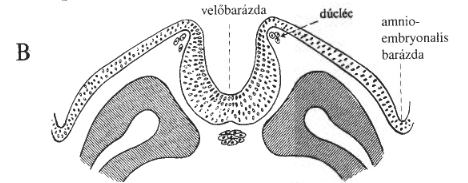 velőbarázda
dúcléc
amnio-
embryonalis
barázda
B